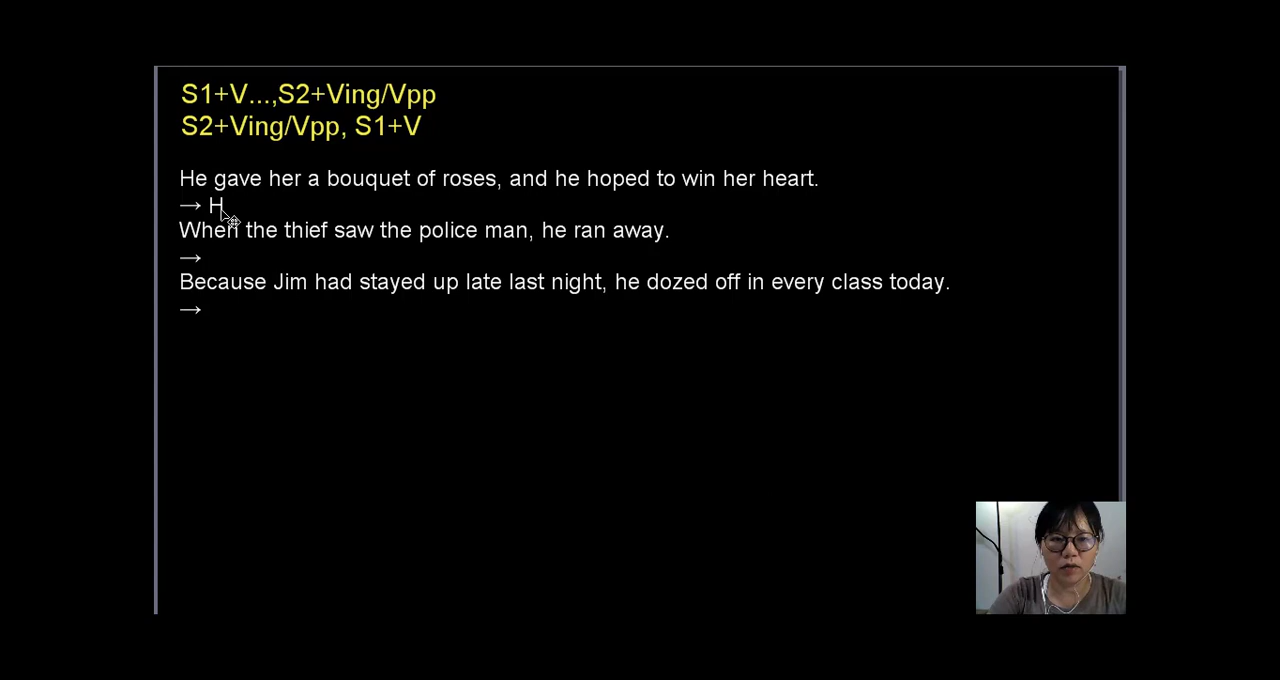 S1+V...,S2+Ving/Vpp
S2+Ving/Vpp, S1+V
He gave her a bouquet of roses, and he hoped to win her heart.
→ H
When the thief saw the police man, he ran away.
→
Because Jim had stayed up late last night, he dozed off in every class today.
→